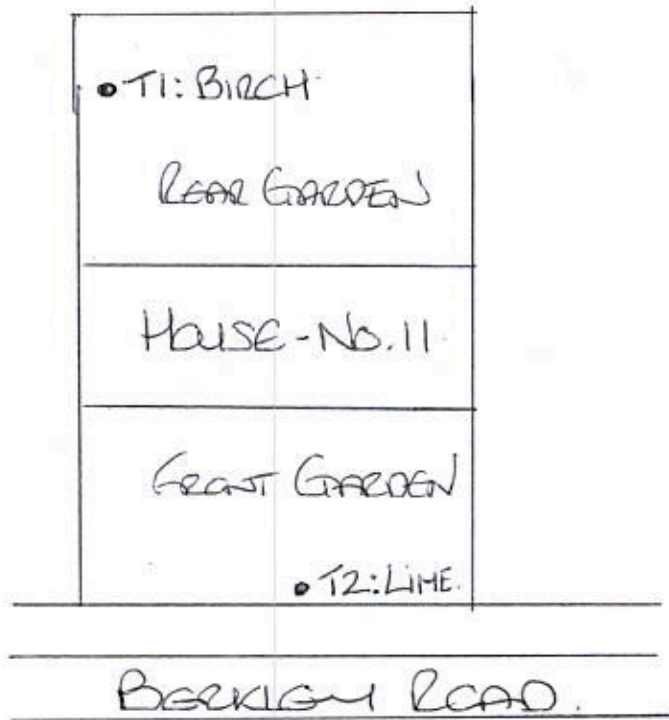 T1: BIRCH
REAR GARDEN
HOUSE - No. 11
FRONT GARDEN
T2: LIME.
BERKLEY ROAD.